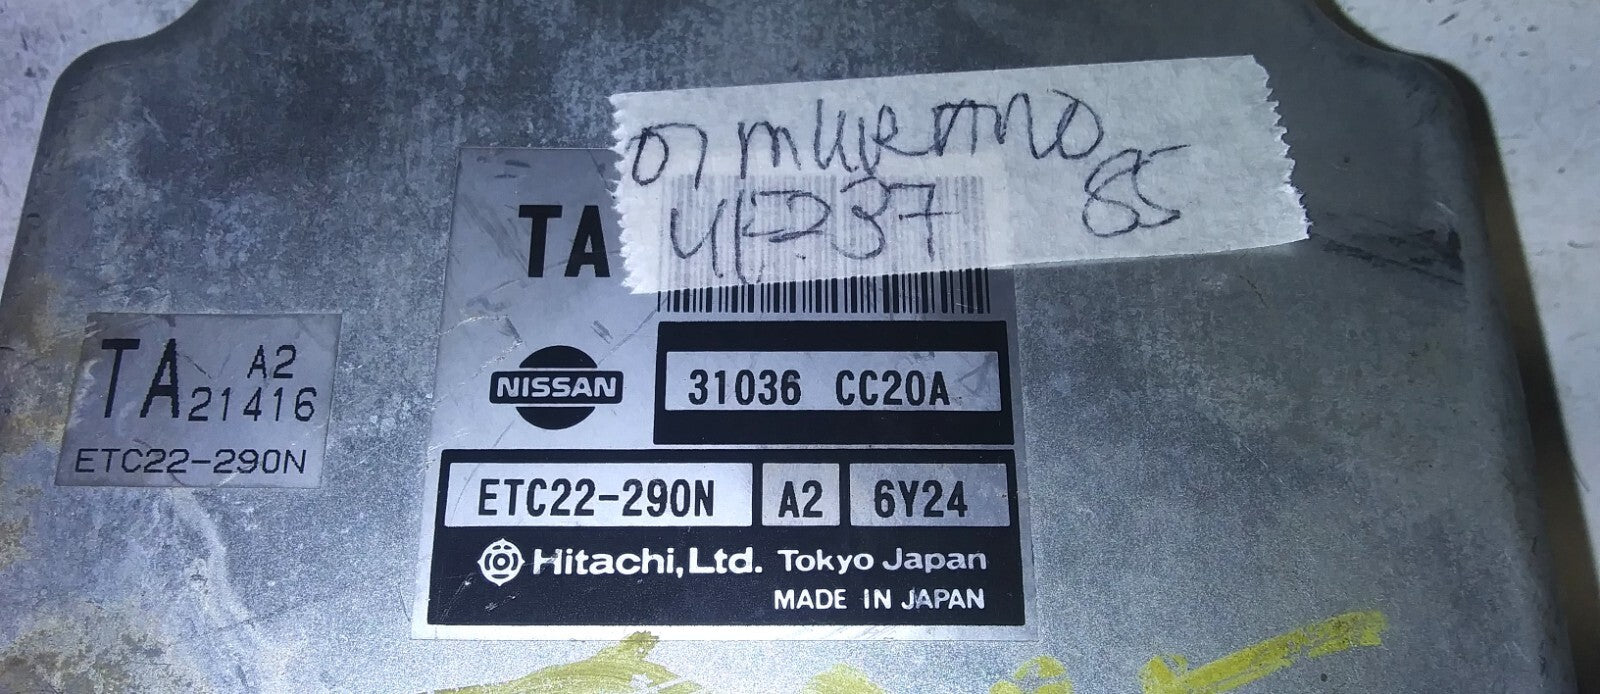 07 MURANO
UP237 85
TA
NISSAN
31036 CC20A
TA A2
21416
ETC22-290N
ETC22-290N A2 6Y24
Hitachi, Ltd. Tokyo Japan
MADE IN JAPAN